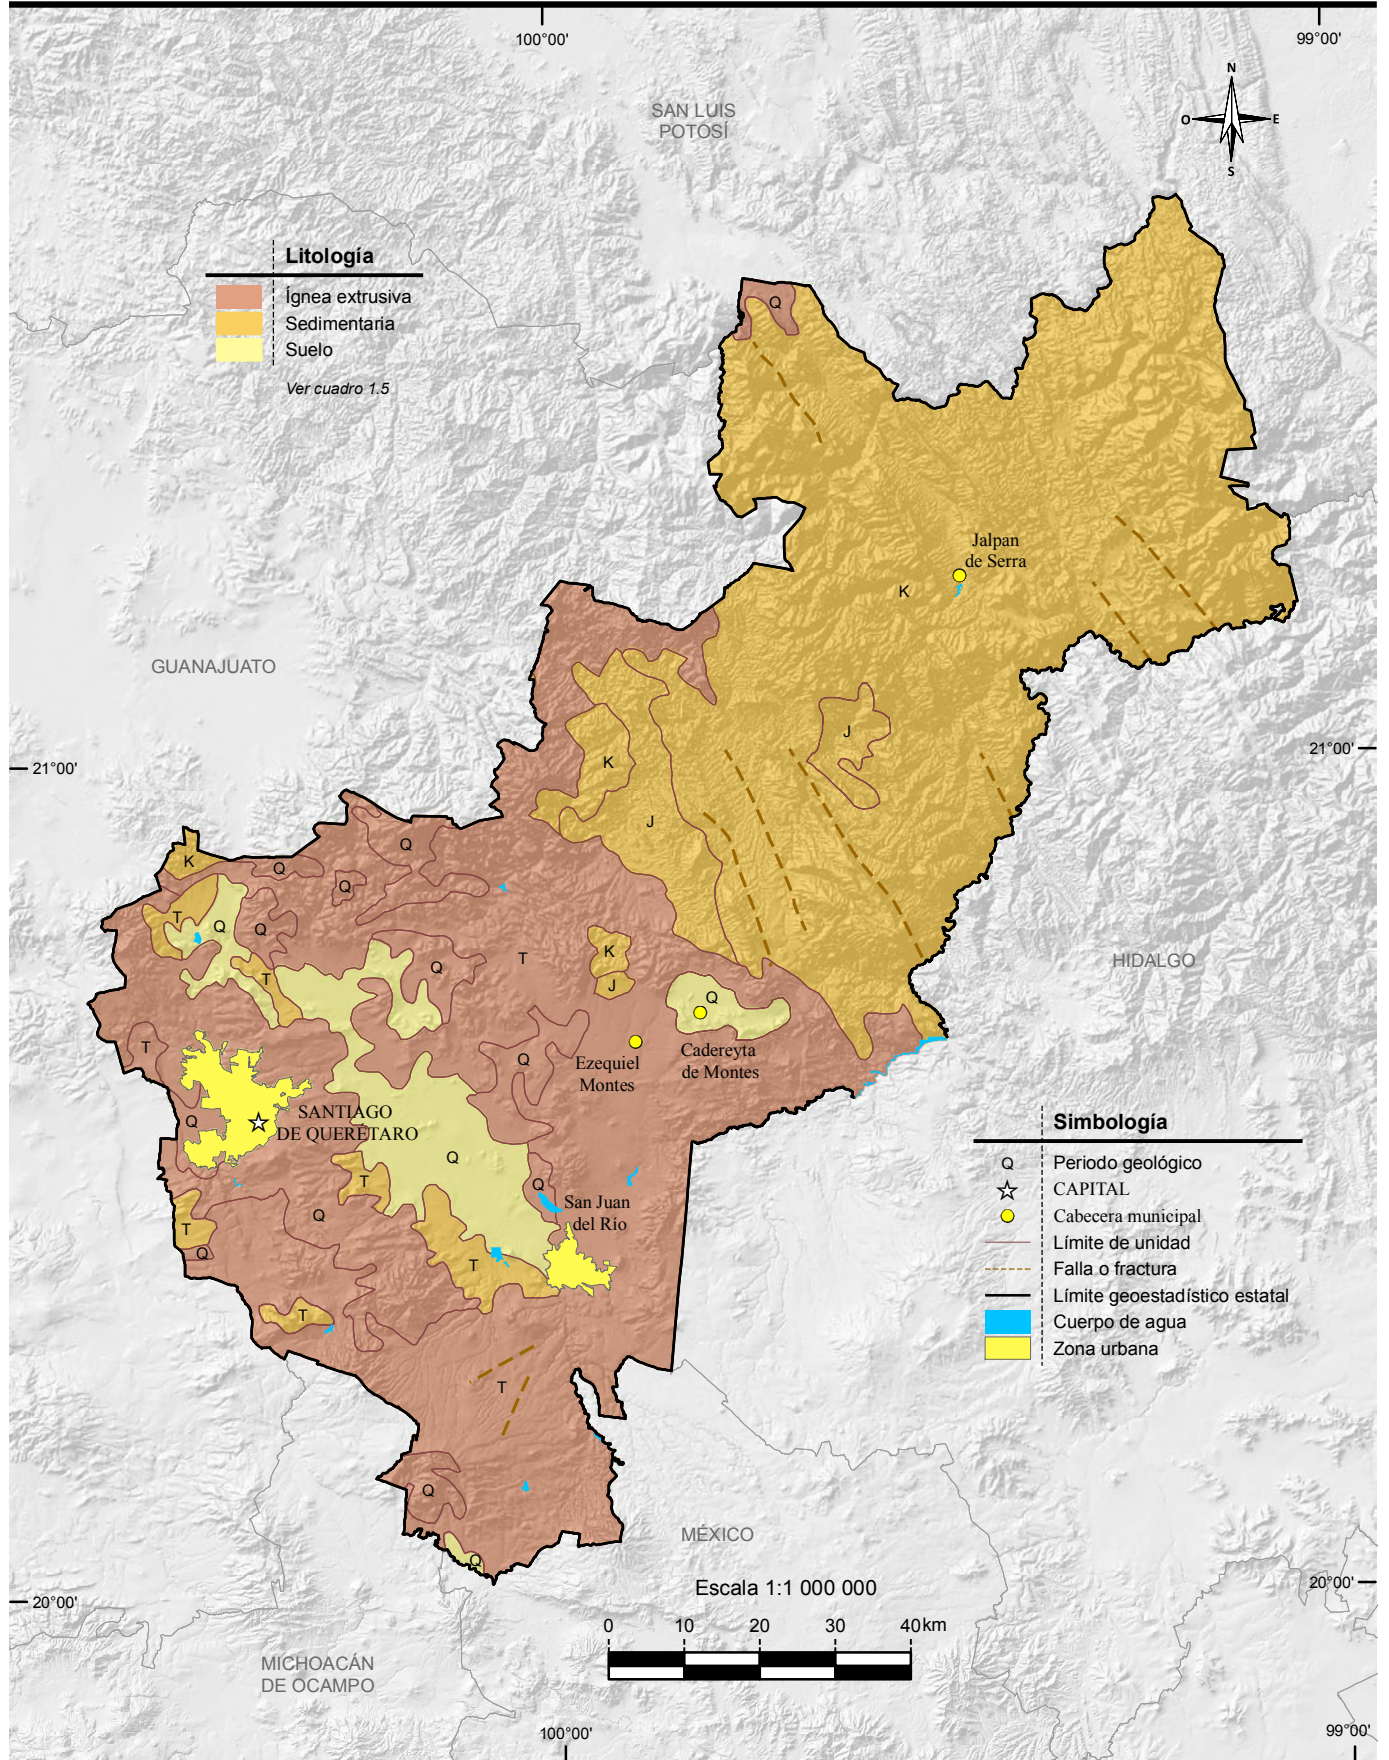 100°00'
99°00'
N
O
E
S
SAN LUIS
POTOSÍ
Litología
Ígnea extrusiva
Sedimentaria
Suelo
Ver cuadro 1.5
Q
Jalpan
de Serra
K
GUANAJUATO
J
21°00'
K
21°00'
J
Q
K
Q
Q
T
Q
Q
K
T
Q
T
HIDALGO
J
Q
T
Q
Ezequiel
Montes
Cadereyta
de Montes
SANTIAGO
DE QUERÉTARO
Q
Q
T
Q
San Juan
del Río
Q
T
Q
T
T
T
Q
Q
Simbología
Q
Periodo geológico
CAPITAL
Cabecera municipal
Límite de unidad
Falla o fractura
Límite geoestadístico estatal
Cuerpo de agua
Zona urbana
MÉXICO
Escala 1:1 000 000
20°00'
20°00'
0 10 20 30 40 km
MICHOACÁN
DE OCAMPO
100°00'
99°00'